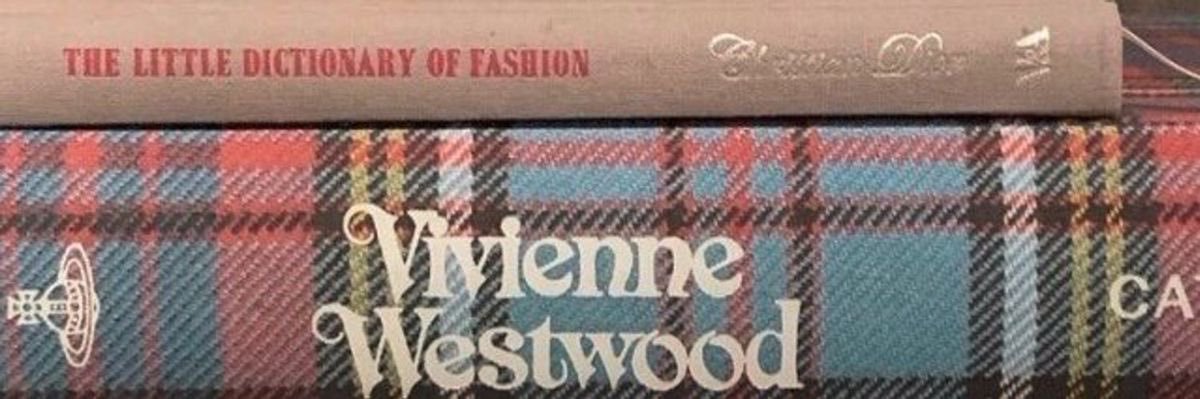 THE LITTLE DICTIONARY OF FASHION Christian Dior V&A
Vivienne
Westwood
CA